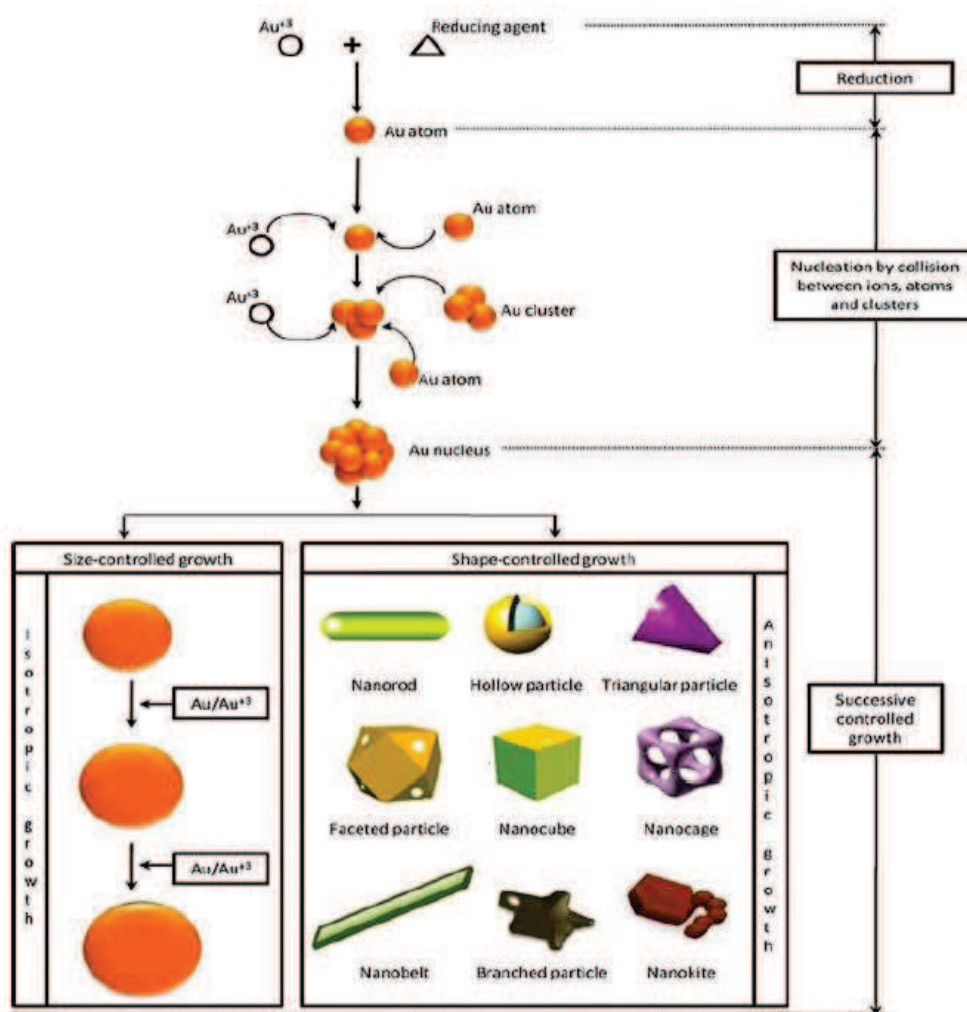 Au+3
+
Reducing agent
Reduction
Au atom
Au atom
Au+3
Nucleation by collision
between ions, atoms
and clusters
Au+3
Au cluster
Au atom
Au nucleus
Size-controlled growth
Shape-controlled growth
Isotropic growth
Anisotropic growth
Nanorod
Hollow particle
Triangular particle
Au/Au+3
Successive
controlled
growth
Faceted particle
Nanocube
Nanocage
Au/Au+3
Nanobelt
Branched particle
Nanokite